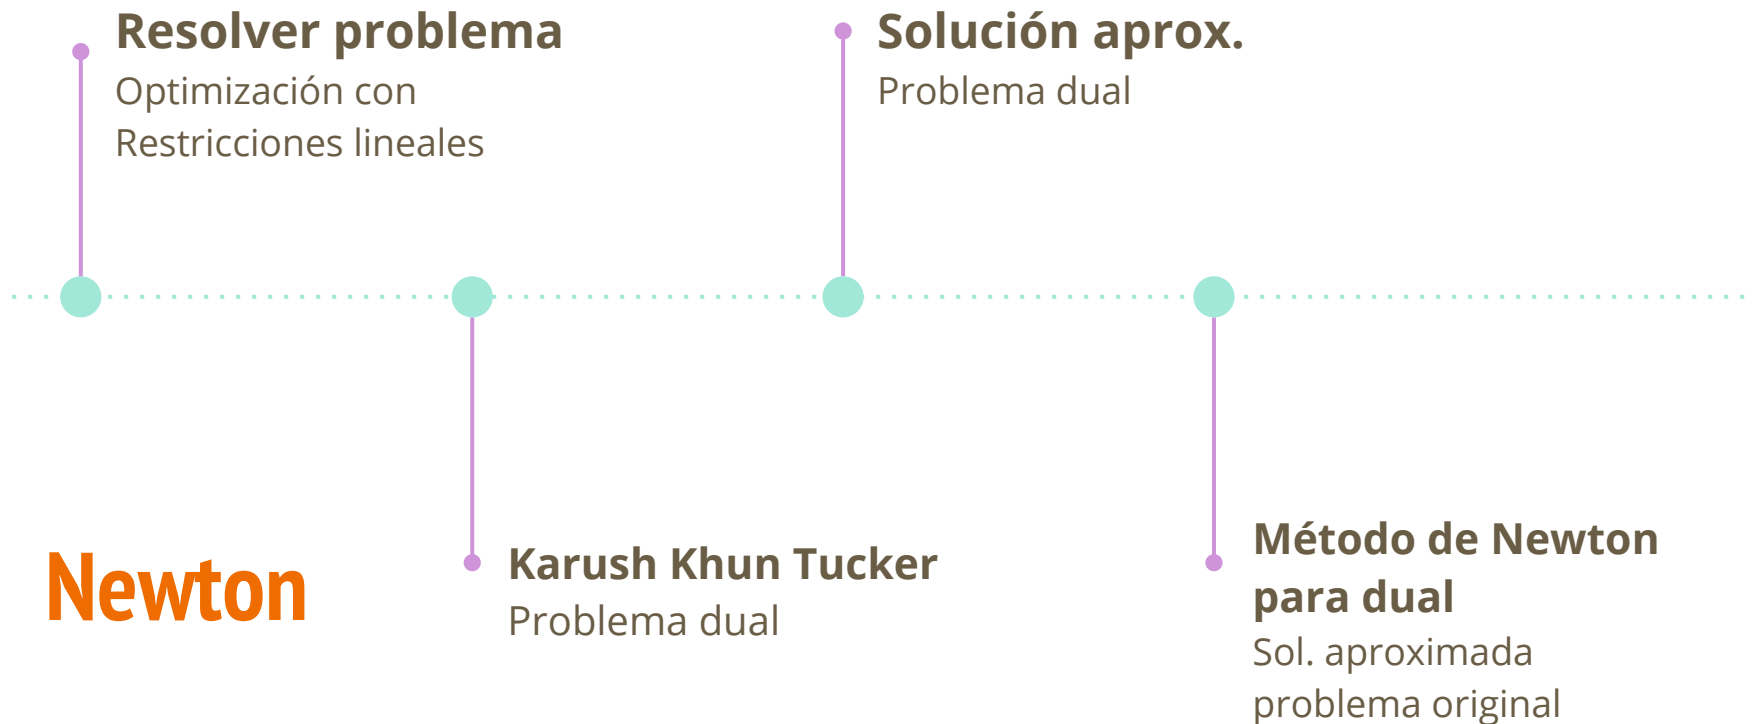 Resolver problema
Optimización con
Restricciones lineales
Solución aprox.
Problema dual
Newton
Karush Khun Tucker
Problema dual
Método de Newton
para dual
Sol. aproximada
problema original